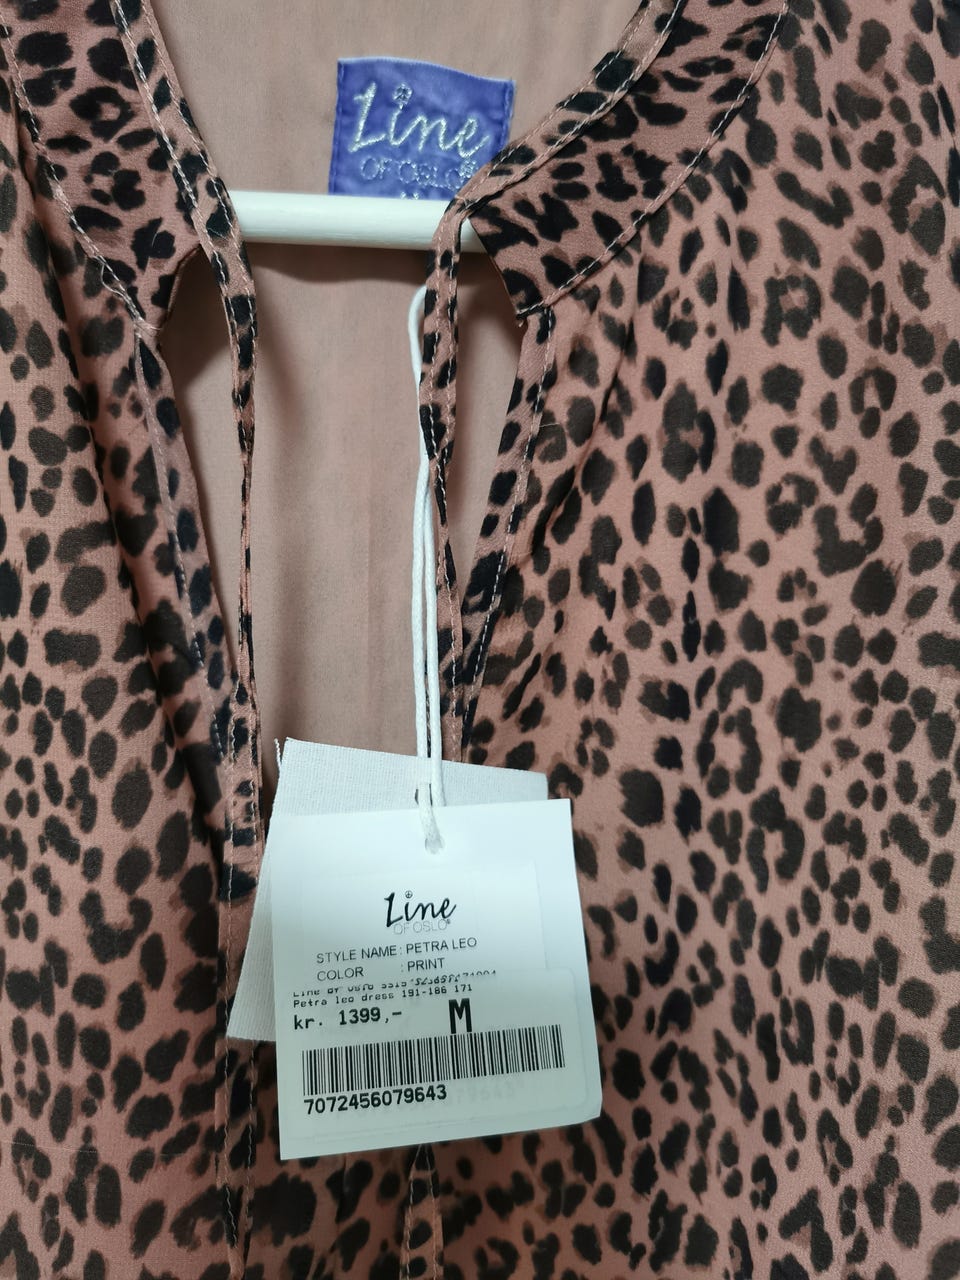 Line
OF OSLO®
Line
OF OSLO®
STYLE NAME : PETRA LEO
COLOR : PRINT
Petra leo dress 191-186 171
kr. 1399,- M
7072456079643